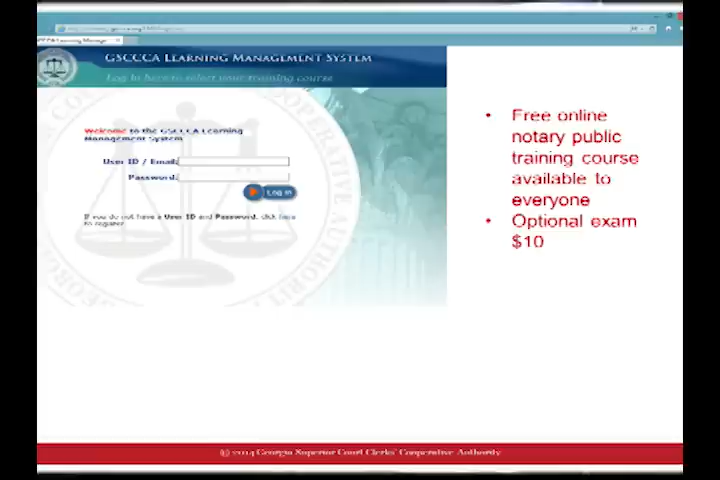 GSCCCA Learning Management System
Log in here to select your training course
Welcome to the GSCCCA Learning
Management System
User ID / Email:
Password:
Log in
If you do not have a User ID and Password, click here
to register
• Free online
notary public
training course
available to
everyone
• Optional exam
$10
© 2014 Georgia Superior Court Clerks' Cooperative Authority